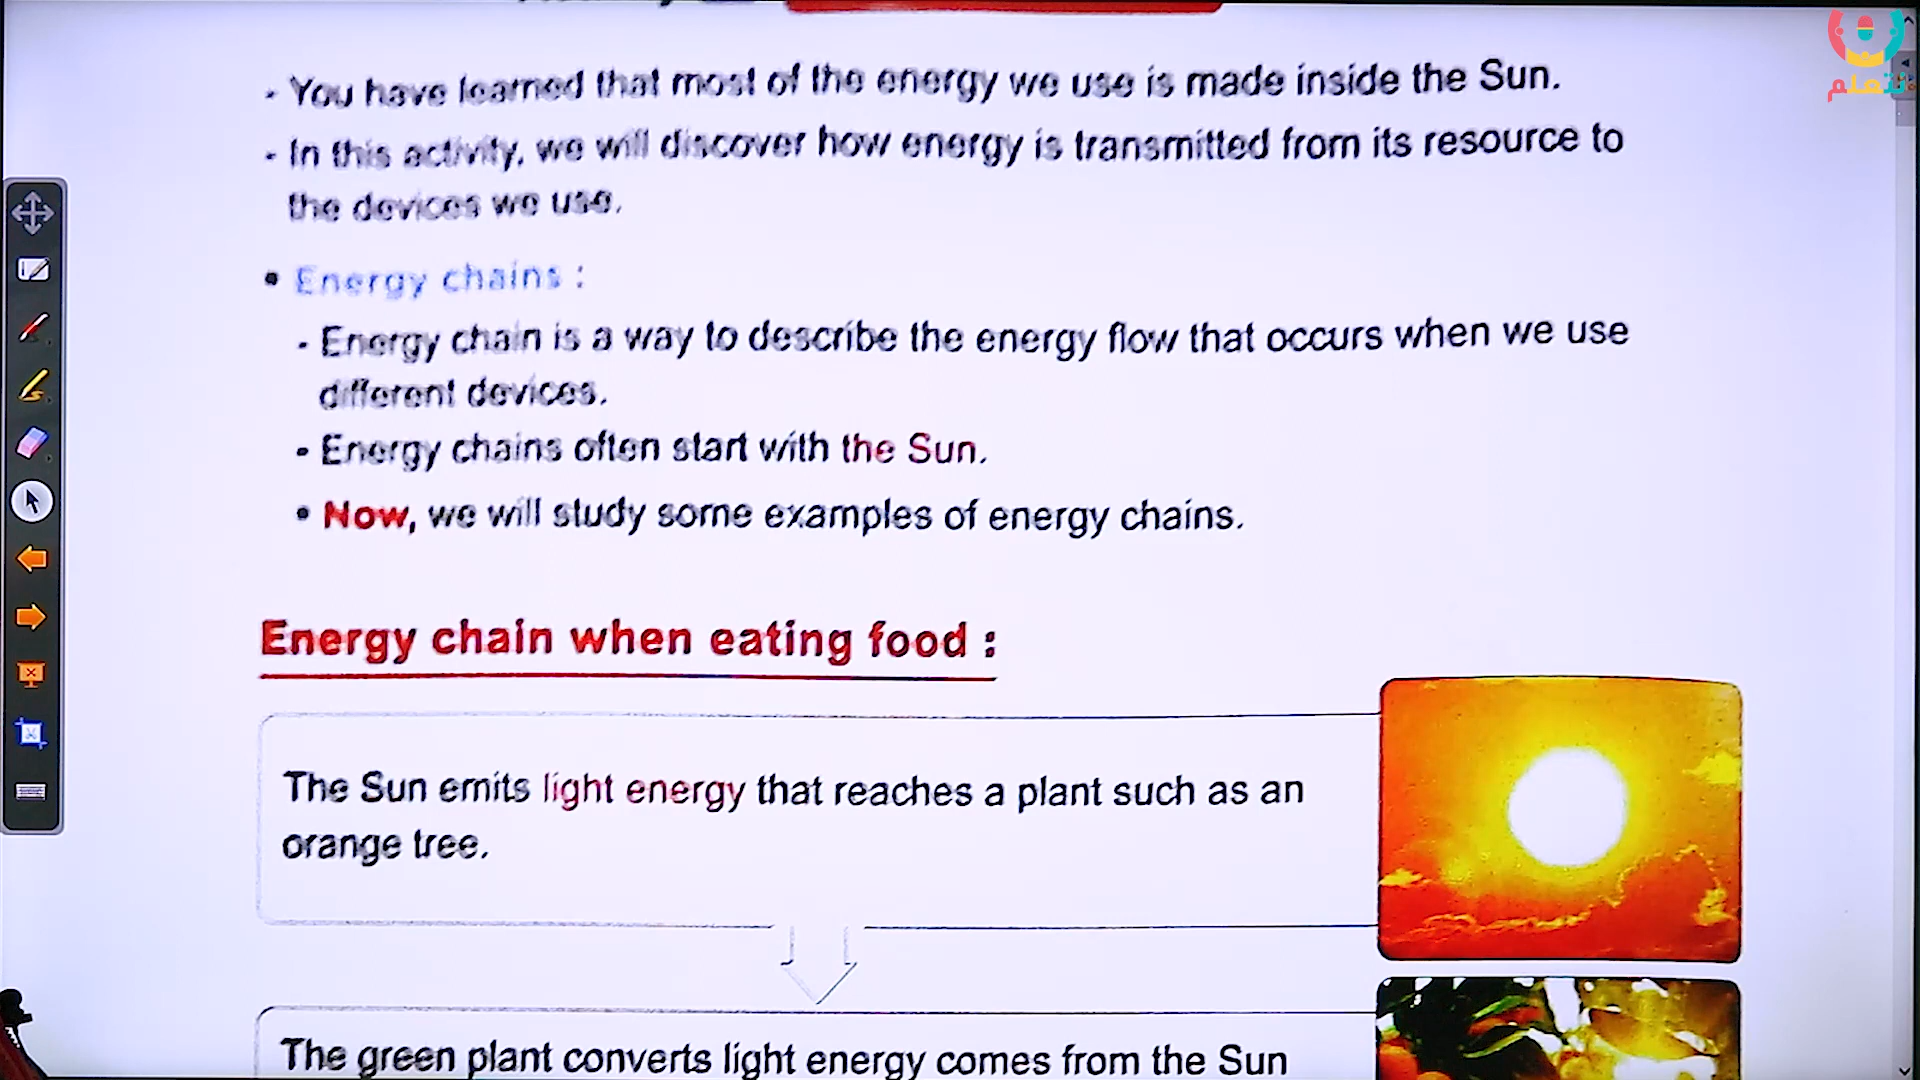 - You have learned that most of the energy we use is made inside the Sun.
- In this activity, we will discover how energy is transmitted from its resource to
the devices we use.
• Energy chains :
- Energy chain is a way to describe the energy flow that occurs when we use
different devices.
- Energy chains often start with the Sun.
• Now, we will study some examples of energy chains.
Energy chain when eating food :
The Sun emits light energy that reaches a plant such as an
orange tree.
The green plant converts light energy comes from the Sun
نتعلم